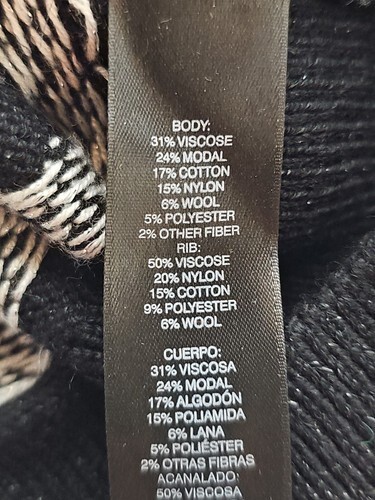 BODY:
31% VISCOSE
24% MODAL
17% COTTON
15% NYLON
6% WOOL
5% POLYESTER
2% OTHER FIBER
RIB:
50% VISCOSE
20% NYLON
15% COTTON
9% POLYESTER
6% WOOL
CUERPO:
31% VISCOSA
24% MODAL
17% ALGODÓN
15% POLIAMIDA
6% LANA
5% POLIÉSTER
2% OTRAS FIBRAS
ACANALADO:
50% VISCOSA